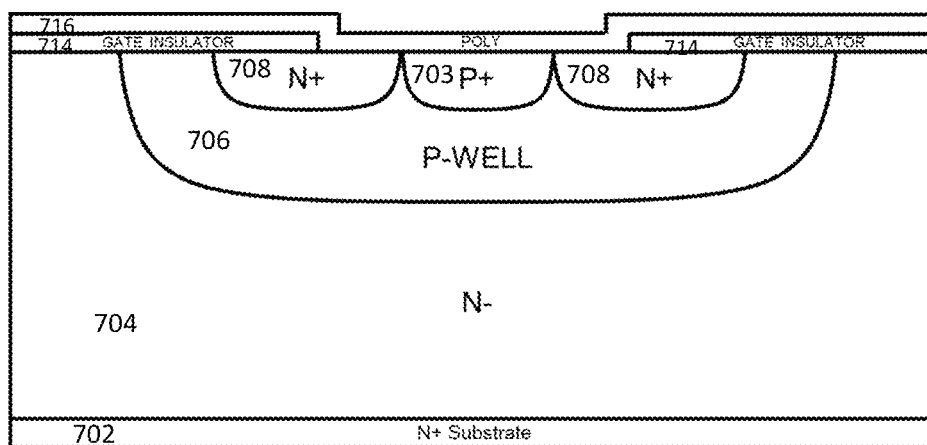 716
714 GATE INSULATOR POLY 714 GATE INSULATOR
708 N+ 703 P+ 708 N+
706 P-WELL
N-
704
702 N+ Substrate